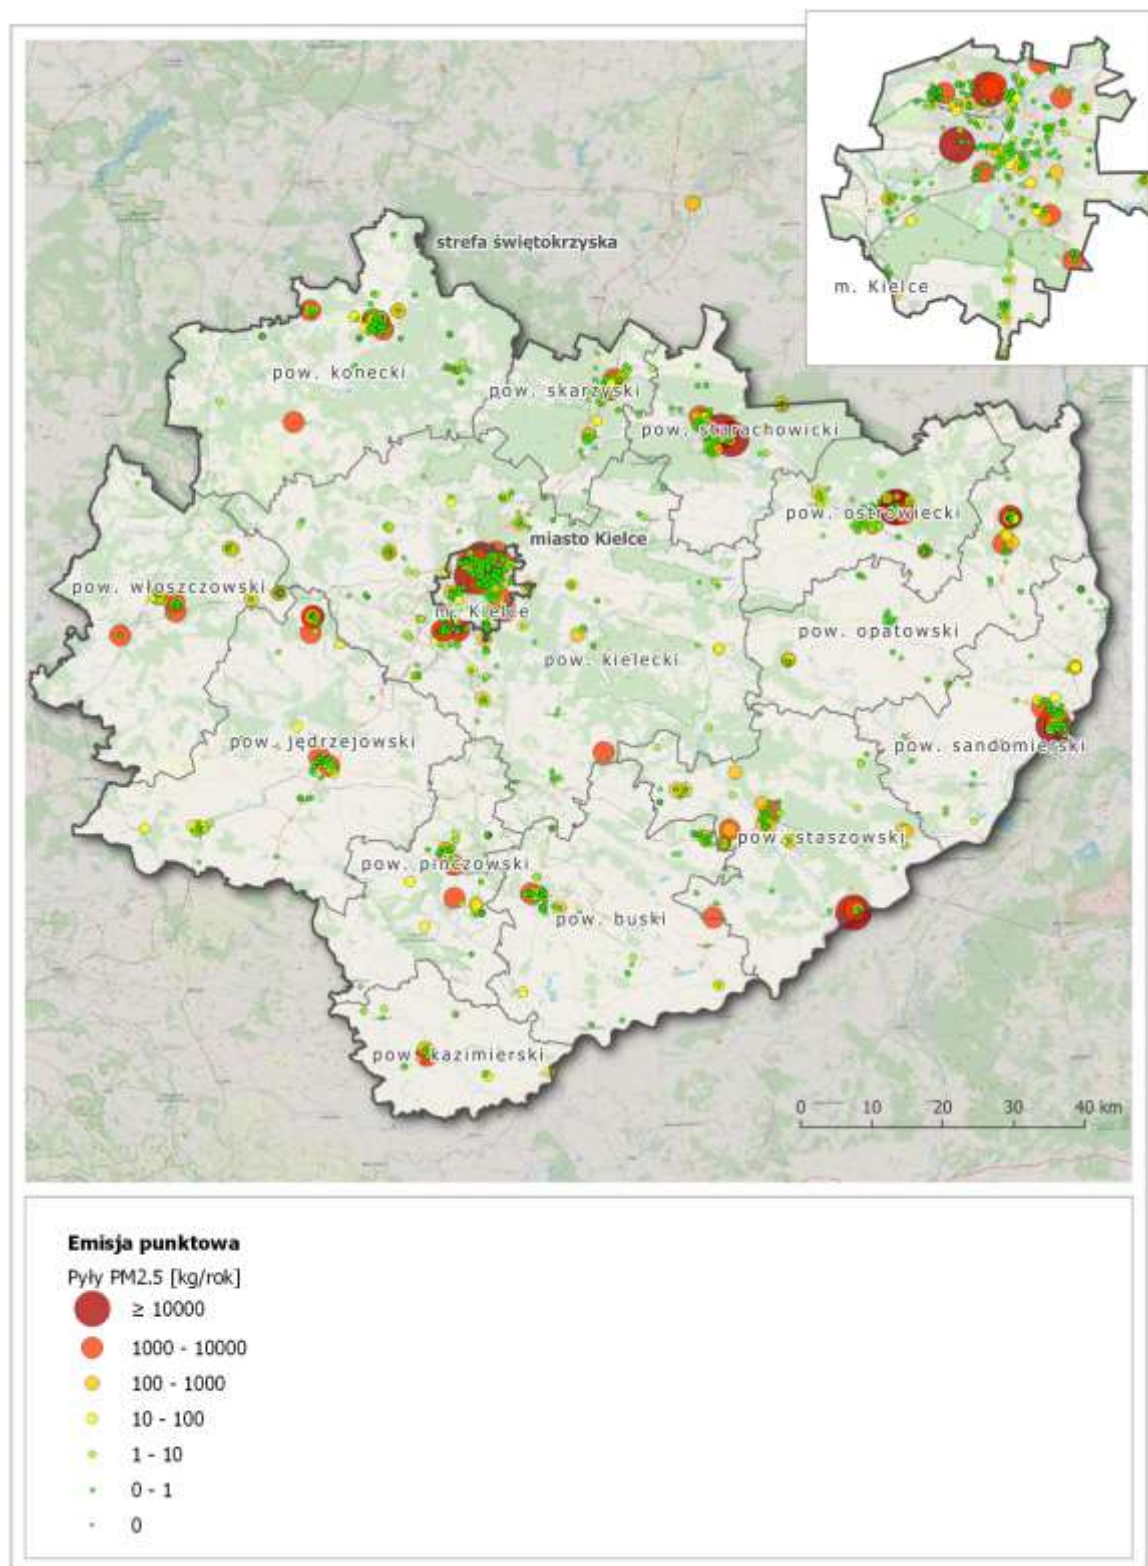 m. Kielce
strefa świętokrzyska
pow. konecki
pow. skarżyski
pow. starachowicki
pow. ostrowiecki
miasto Kielce
pow. włoszczowski
m. Kielce
pow. opatowski
pow. kielecki
pow. jędrzejowski
pow. sandomierski
pow. staszowski
pow. pińczowski
pow. buski
pow. kazimierski
0 10 20 30 40 km
Emisja punktowa
Pyły PM2.5 [kg/rok]
≥ 10000
1000 - 10000
100 - 1000
10 - 100
1 - 10
0 - 1
0